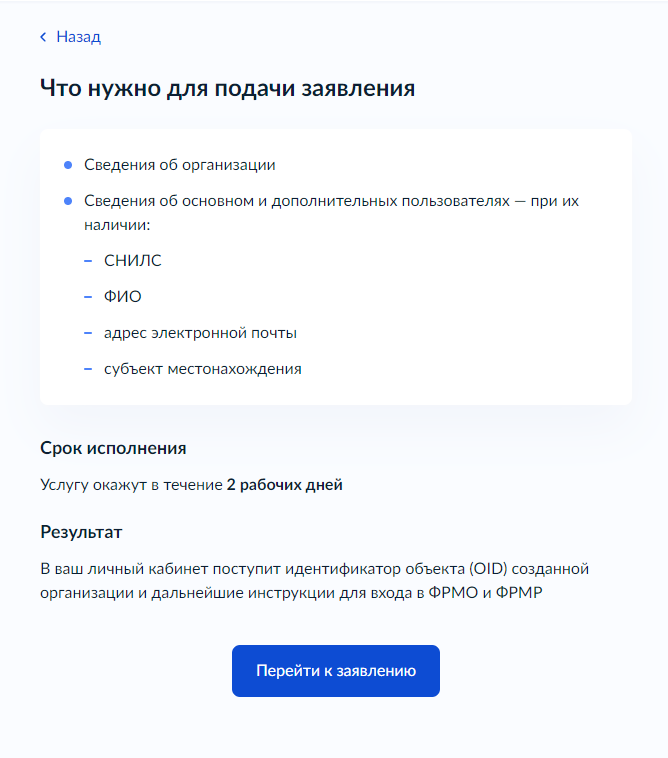 Назад
Что нужно для подачи заявления
Сведения об организации
Сведения об основном и дополнительных пользователях — при их
наличии:
– СНИЛС
– ФИО
– адрес электронной почты
– субъект местонахождения
Срок исполнения
Услугу окажут в течение 2 рабочих дней
Результат
В ваш личный кабинет поступит идентификатор объекта (OID) созданной
организации и дальнейшие инструкции для входа в ФРМО и ФРМР
Перейти к заявлению